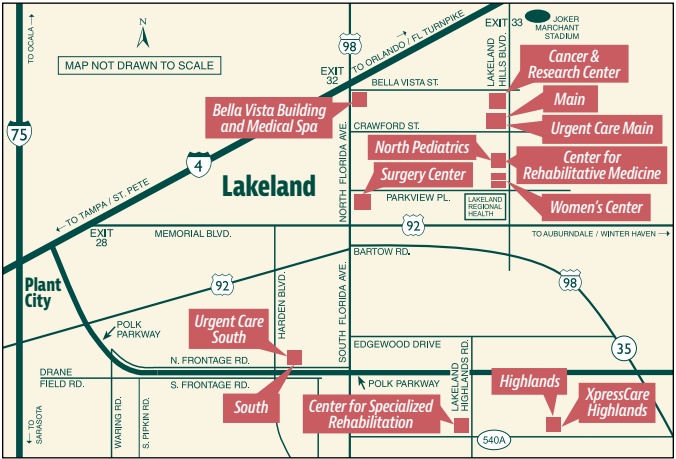 TO OCALA
N
MAP NOT DRAWN TO SCALE
98
TO ORLANDO / FL TURNPIKE
EXIT 33
JOKER
MARCHANT
STADIUM
LAKELAND
HILLS BLVD.
EXIT
32
BELLA VISTA ST.
Cancer &
Research Center
Bella Vista Building
and Medical Spa
Main
75
CRAWFORD ST.
Urgent Care Main
4
NORTH FLORIDA AVE.
North Pediatrics
Center for
Rehabilitative Medicine
Lakeland
Surgery Center
PARKVIEW PL.
LAKELAND
REGIONAL
HEALTH
Women's Center
TO TAMPA / ST. PETE
EXIT
28
MEMORIAL BLVD.
92
TO AUBURNDALE / WINTER HAVEN
BARTOW RD.
Plant
City
92
HARDEN BLVD.
SOUTH FLORIDA AVE.
98
POLK
PARKWAY
Urgent Care
South
EDGEWOOD DRIVE
35
N. FRONTAGE RD.
LAKELAND
HIGHLANDS RD.
DRANE
FIELD RD.
S. FRONTAGE RD.
POLK PARKWAY
Highlands
TO
SARASOTA
WARING RD.
S. PIPKIN RD.
South
Center for Specialized
Rehabilitation
XpressCare
Highlands
540A